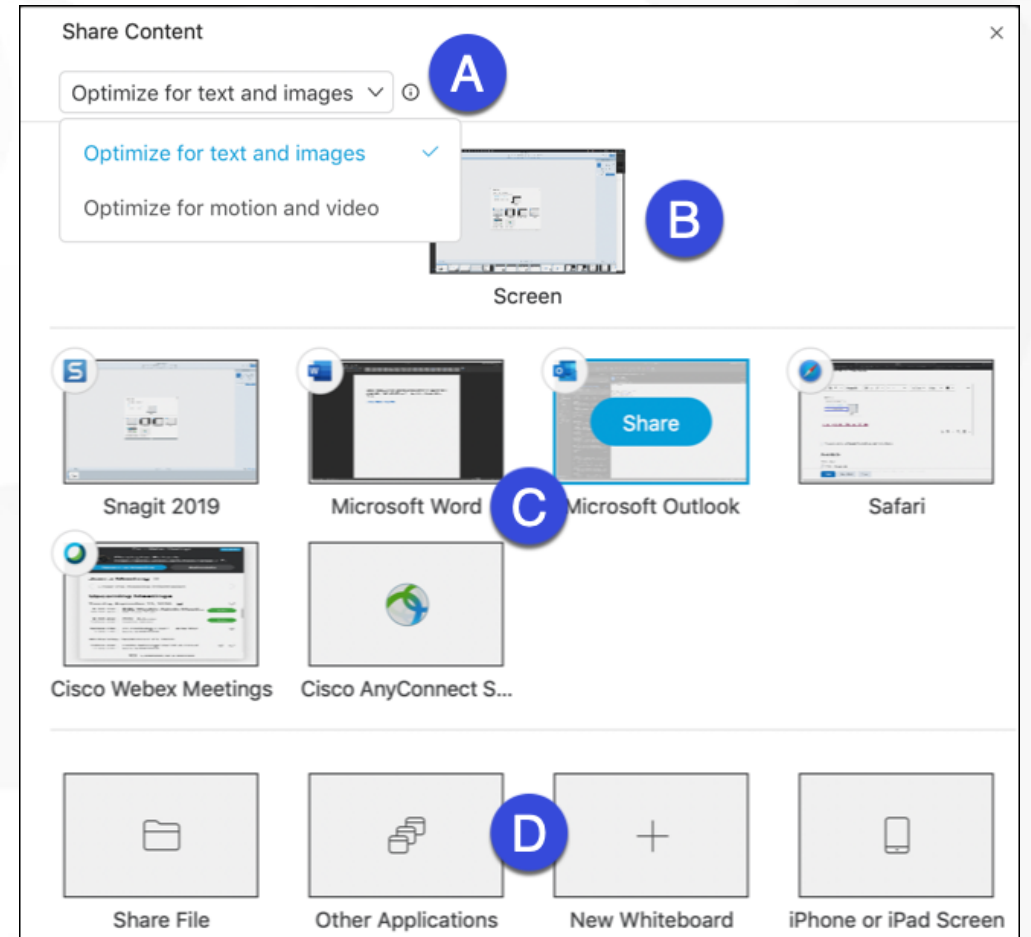 Share Content
Optimize for text and images
A
Optimize for text and images
Optimize for motion and video
B
Screen
S
Share
Snagit 2019
Microsoft Word
C
Microsoft Outlook
Safari
Cisco Webex Meetings
Cisco AnyConnect S...
D
Share File
Other Applications
New Whiteboard
iPhone or iPad Screen